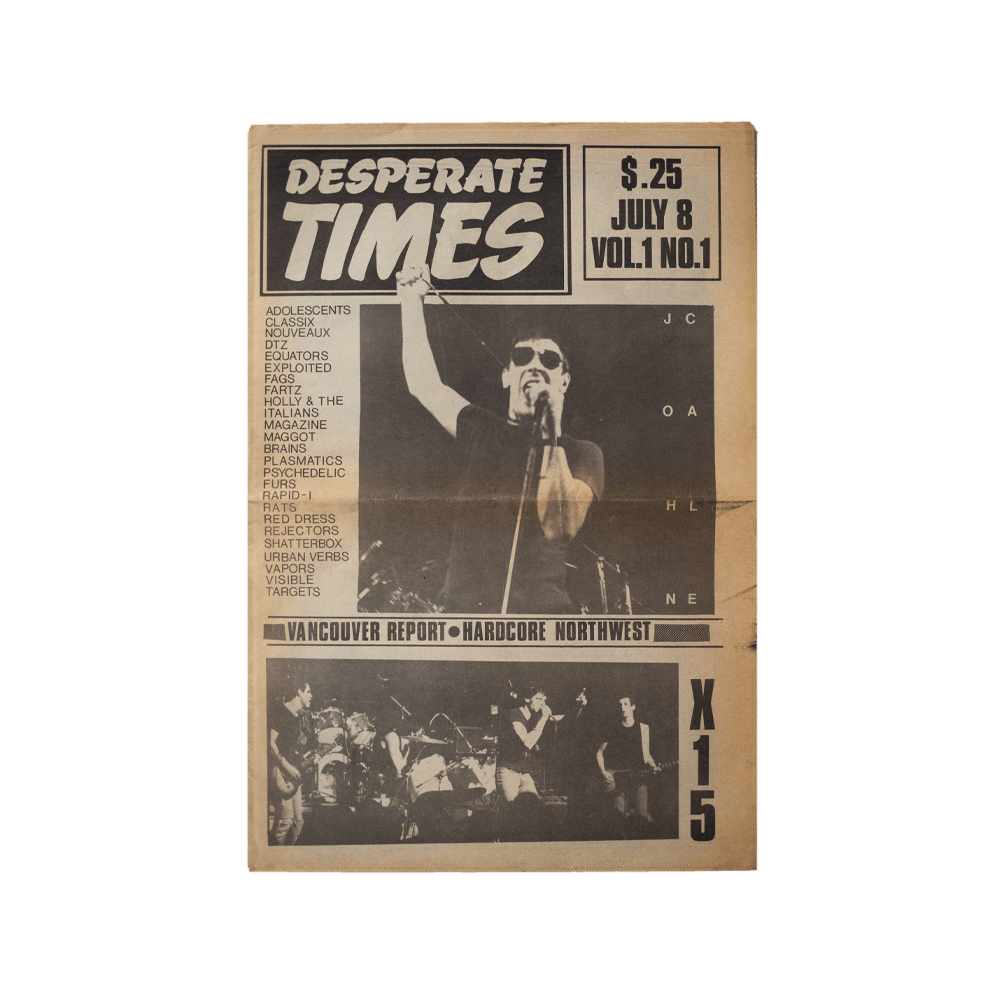 DESPERATE
TIMES
$.25
JULY 8
VOL.1 NO.1
ADOLESCENTS
CLASSIX
NOUVEAUX
DTZ
EQUATORS
EXPLOITED
FAGS
FARTZ
HOLLY & THE
ITALIANS
MAGAZINE
MAGGOT
BRAINS
PLASMATICS
PSYCHEDELIC
FURS
RAPID-I
RATS
RED DRESS
REJECTORS
SHATTERBOX
URBAN VERBS
VAPORS
VISIBLE
TARGETS
J C
O A
H L
N E
VANCOUVER REPORT●HARDCORE NORTHWEST
X
1
5